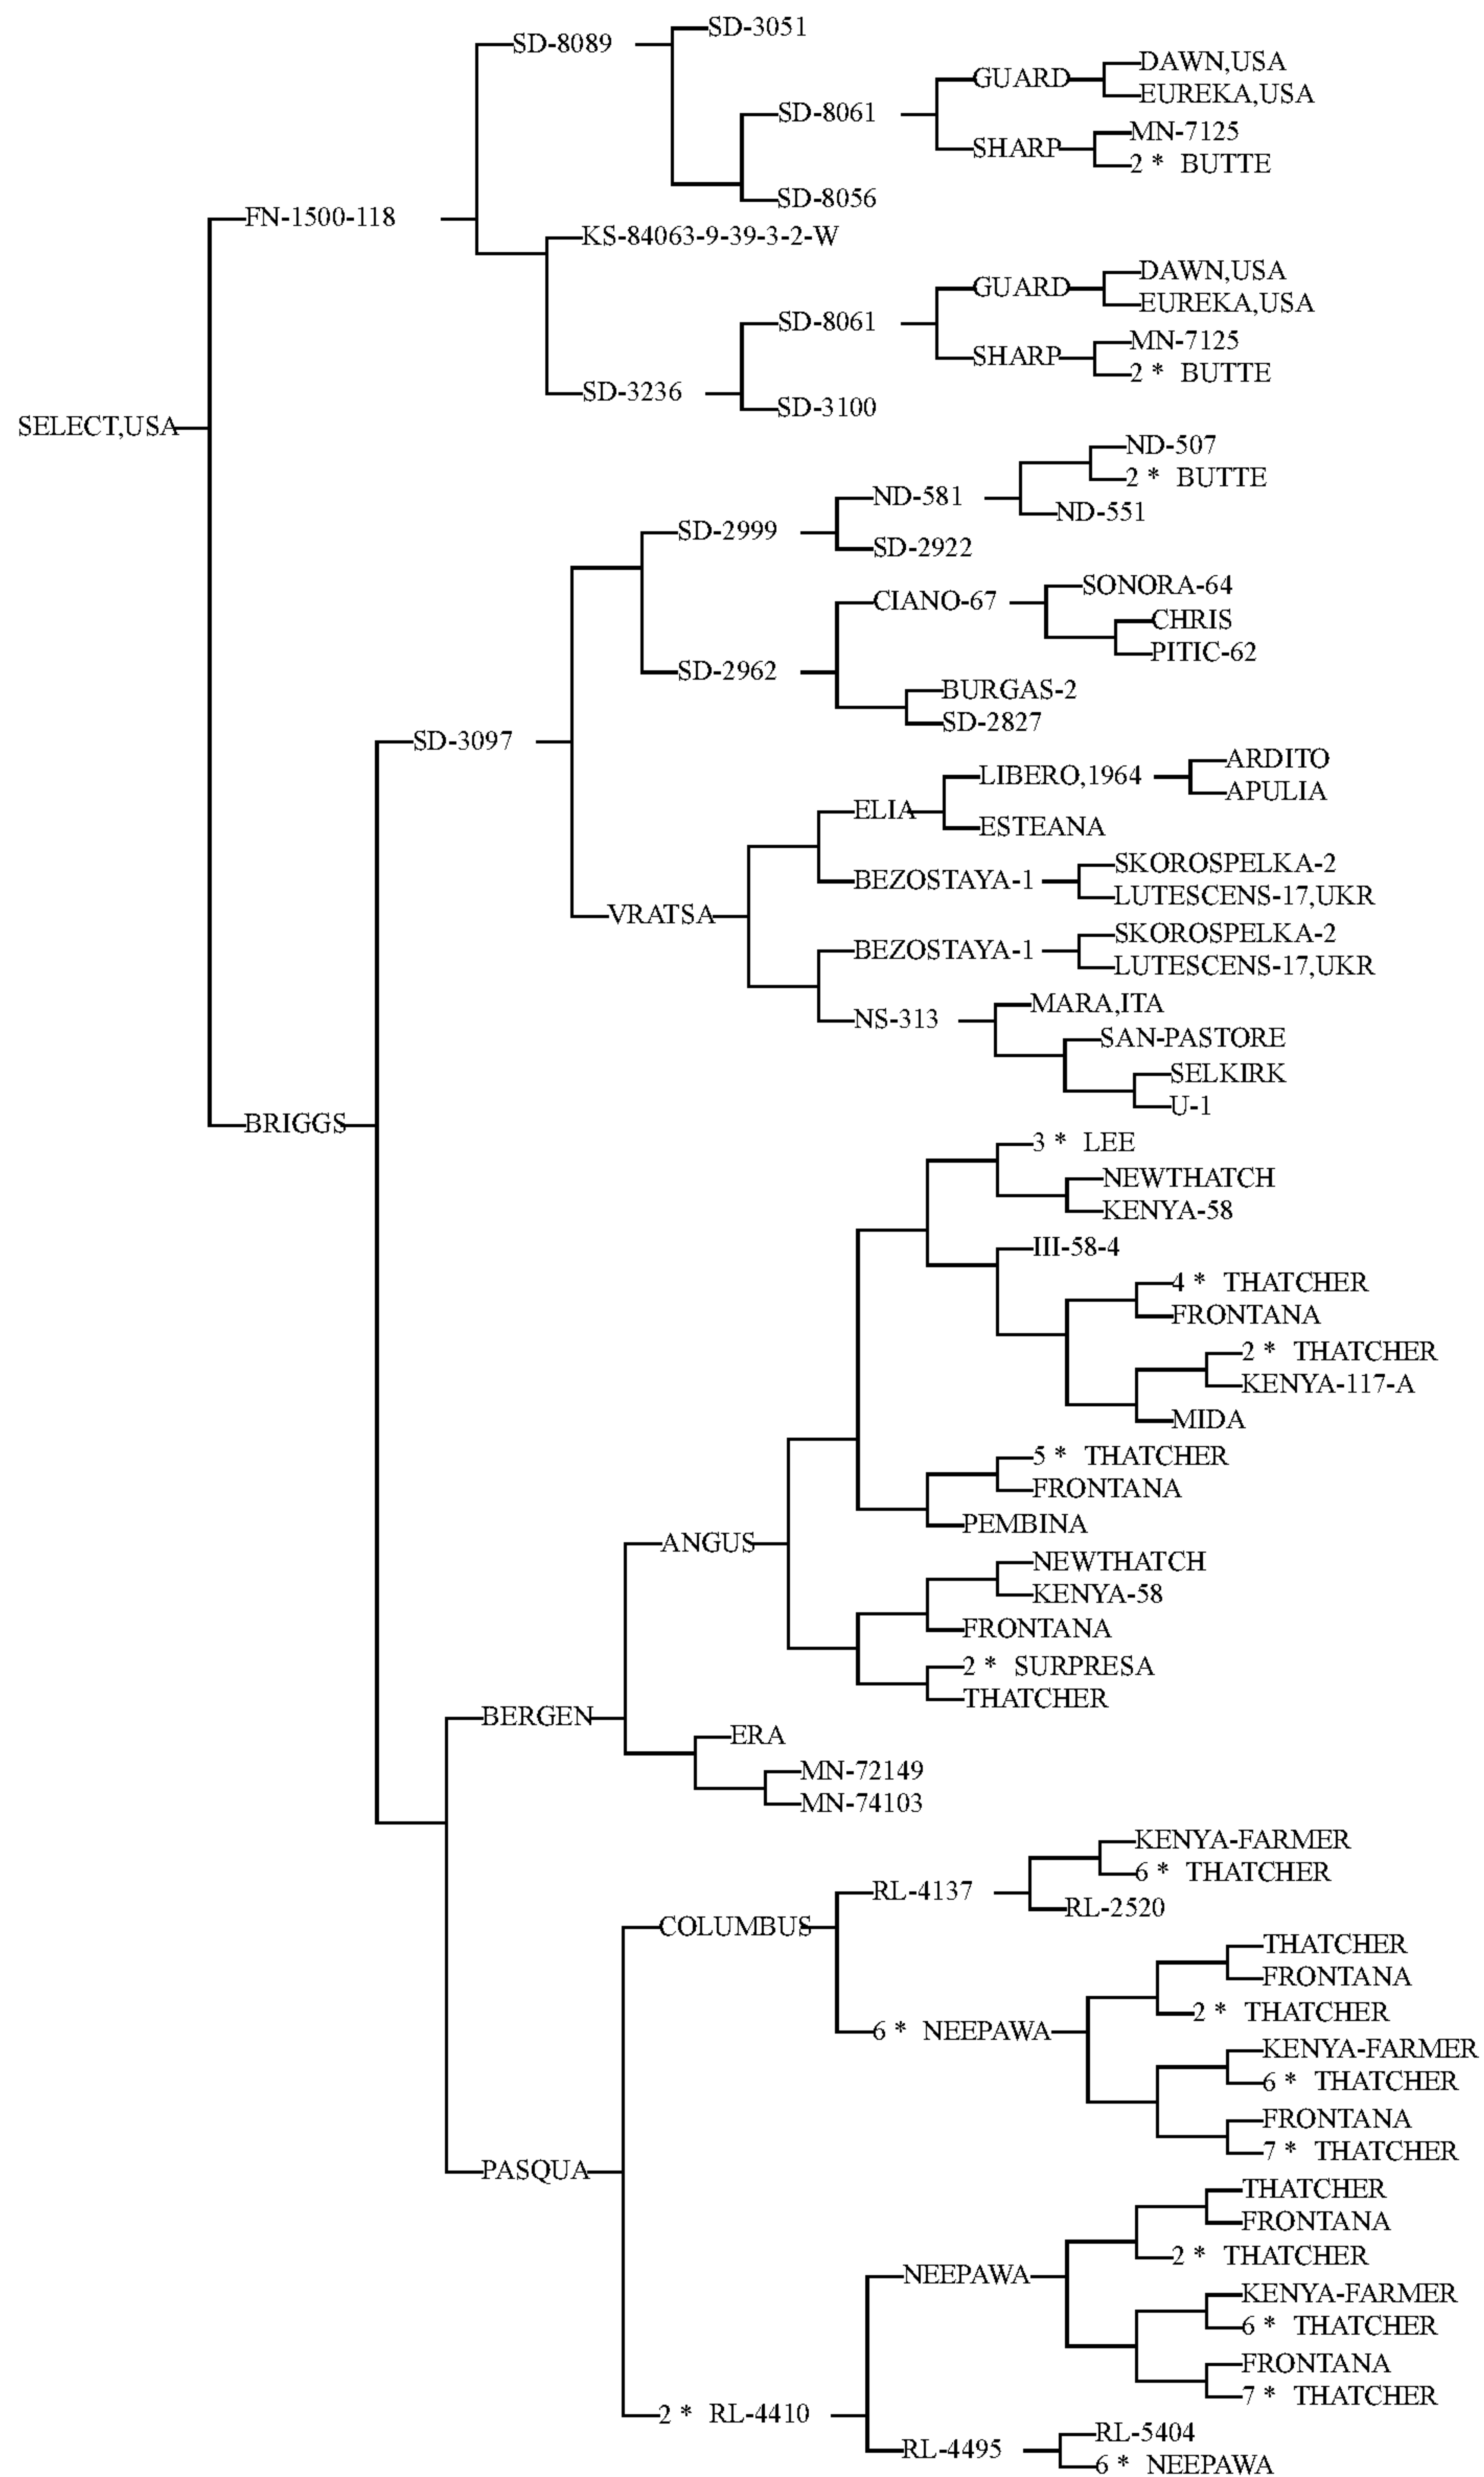 SD-3051
SD-8089
DAWN,USA
GUARD
EUREKA,USA
SD-8061
MN-7125
SHARP
2 * BUTTE
SD-8056
FN-1500-118
KS-84063-9-39-3-2-W
DAWN,USA
GUARD
EUREKA,USA
SD-8061
MN-7125
SHARP
2 * BUTTE
SD-3236
SD-3100
SELECT,USA
ND-507
2 * BUTTE
ND-581
ND-551
SD-2999
SD-2922
SONORA-64
CIANO-67
CHRIS
PITIC-62
SD-2962
BURGAS-2
SD-2827
SD-3097
ARDITO
LIBERO,1964
APULIA
ELIA
ESTEANA
SKOROSPELKA-2
BEZOSTAYA-1
LUTESCENS-17,UKR
VRATSA
SKOROSPELKA-2
BEZOSTAYA-1
LUTESCENS-17,UKR
MARA,ITA
NS-313
SAN-PASTORE
SELKIRK
U-1
BRIGGS
3 * LEE
NEWTHATCH
KENYA-58
III-58-4
4 * THATCHER
FRONTANA
2 * THATCHER
KENYA-117-A
MIDA
5 * THATCHER
FRONTANA
PEMBINA
ANGUS
NEWTHATCH
KENYA-58
FRONTANA
2 * SURPRESA
THATCHER
BERGEN
ERA
MN-72149
MN-74103
KENYA-FARMER
6 * THATCHER
RL-4137
RL-2520
COLUMBUS
THATCHER
FRONTANA
2 * THATCHER
6 * NEEPAWA
KENYA-FARMER
6 * THATCHER
FRONTANA
7 * THATCHER
PASQUA
THATCHER
FRONTANA
2 * THATCHER
NEEPAWA
KENYA-FARMER
6 * THATCHER
FRONTANA
7 * THATCHER
2 * RL-4410
RL-5404
RL-4495
6 * NEEPAWA